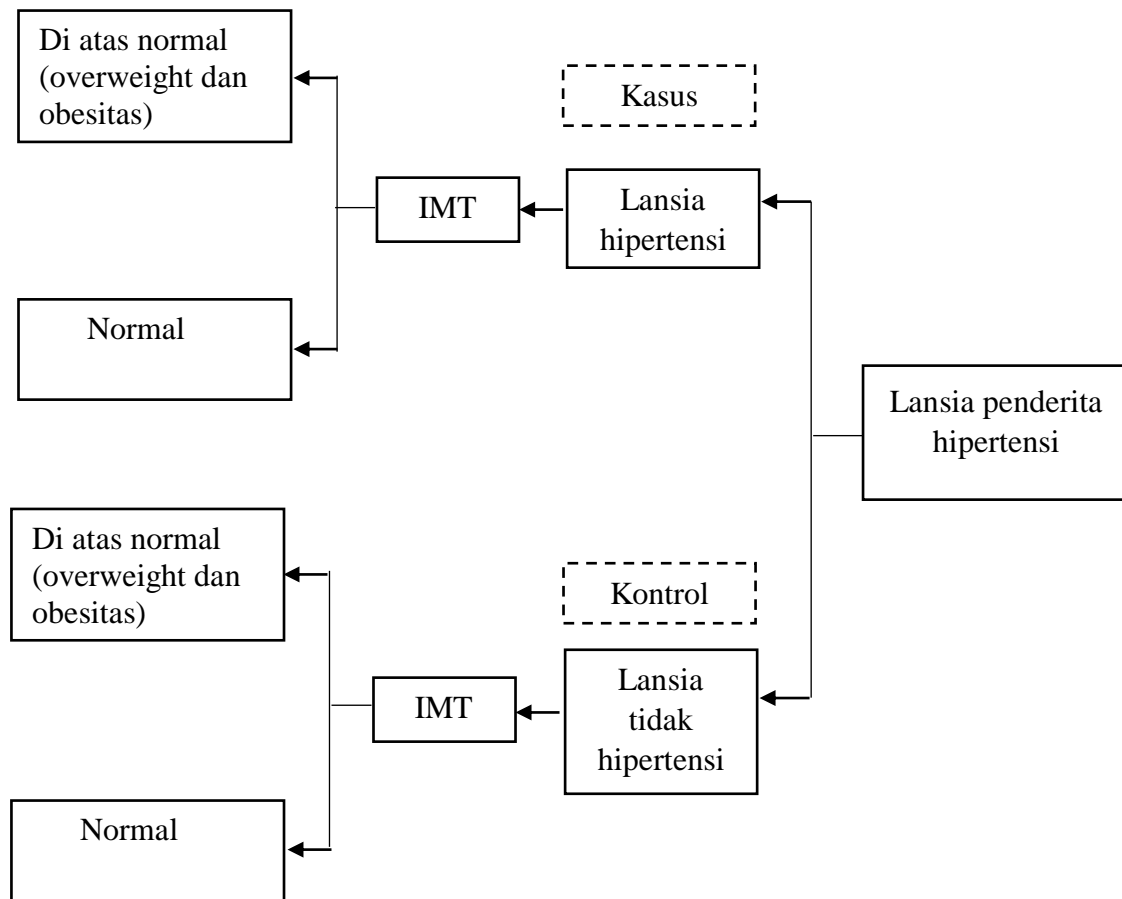 Di atas normal
(overweight dan
obesitas)
Kasus
IMT
Lansia
hipertensi
Normal
Lansia penderita
hipertensi
Di atas normal
(overweight dan
obesitas)
Kontrol
IMT
Lansia
tidak
hipertensi
Normal